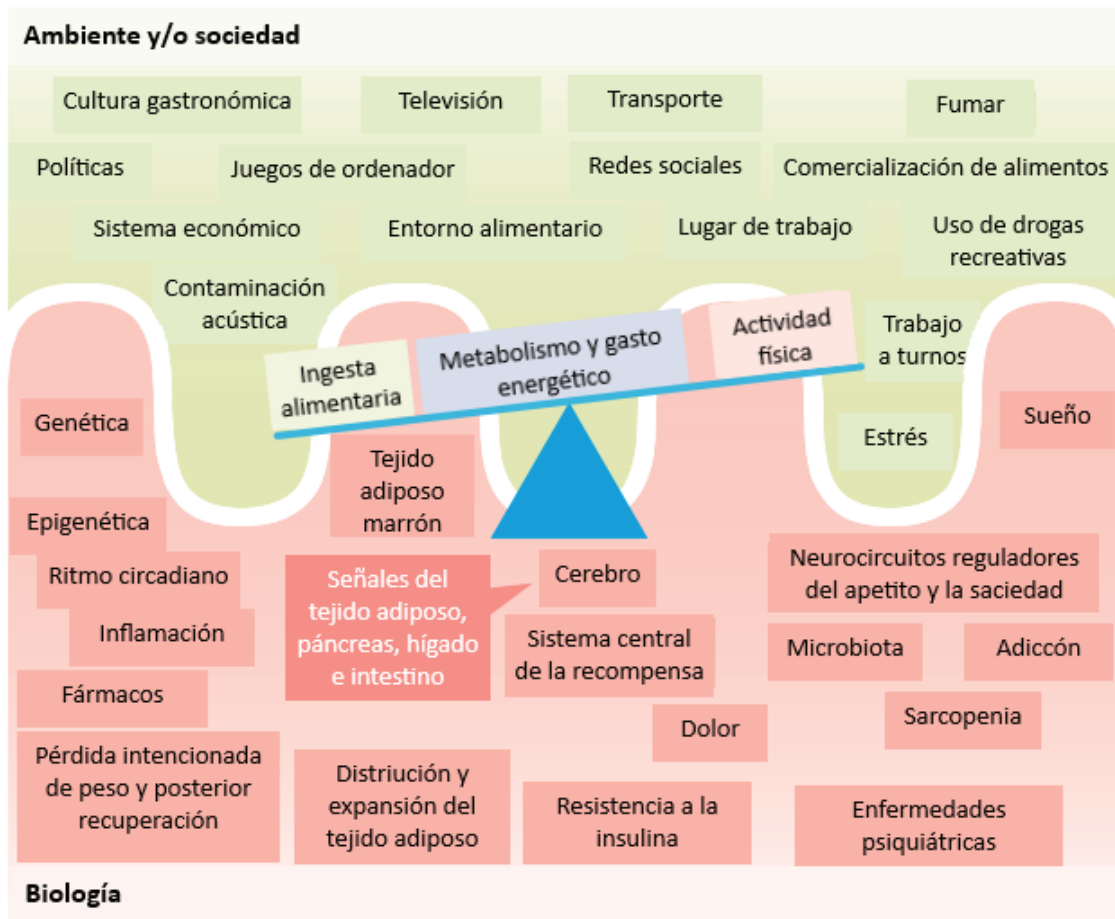 Ambiente y/o sociedad
Cultura gastronómica
Televisión
Transporte
Fumar
Políticas
Juegos de ordenador
Redes sociales
Comercialización de alimentos
Sistema económico
Entorno alimentario
Lugar de trabajo
Uso de drogas
recreativas
Contaminación
acústica
Ingesta
alimentaria
Metabolismo y gasto
energético
Actividad
física
Trabajo
a turnos
Estrés
Sueño
Genética
Tejido
adiposo
marrón
Epigenética
Ritmo circadiano
Inflamación
Señales del
tejido adiposo,
páncreas, hígado
e intestino
Cerebro
Neurocircuitos reguladores
del apetito y la saciedad
Sistema central
de la recompensa
Microbiota
Adiccón
Fármacos
Dolor
Sarcopenia
Pérdida intencionada
de peso y posterior
recuperación
Distriución y
expansión del
tejido adiposo
Resistencia a la
insulina
Enfermedades
psiquiátricas
Biología